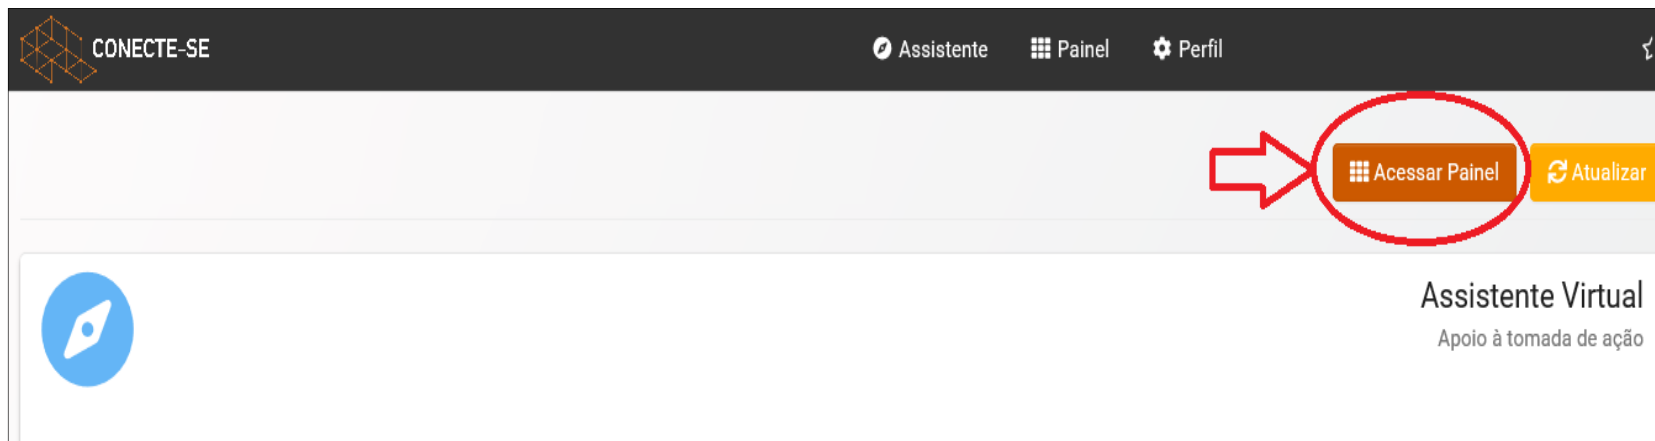 CONECTE-SE
Assistente Painel Perfil
Acessar Painel Atualizar
Assistente Virtual
Apoio à tomada de ação